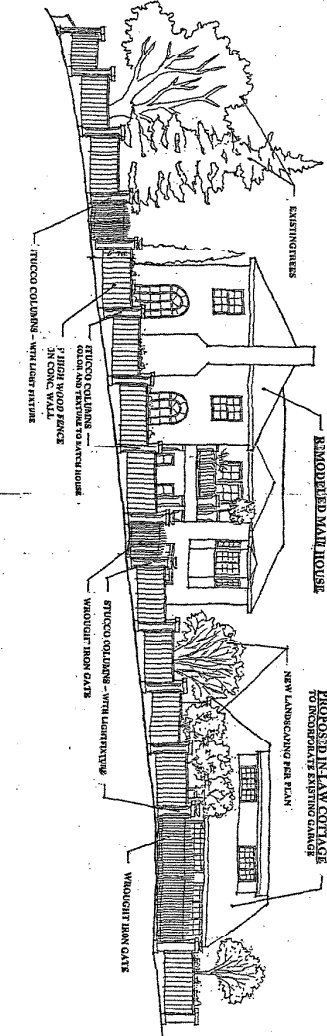 EXISTING TREES
REMODELED MAIN HOUSE
PROPOSED IN-LAW COTTAGE
TO INCORPORATE EXISTING GARAGE
NEW LANDSCAPING PER PLAN
STUCCO COLUMNS - WITH LIGHT FIXTURE
HIGH WOOD FENCE
CONC. WALL
STUCCO COLUMNS
COLOR AND TEXTURE TO MATCH HOUSE
WROUGHT IRON GATE
STUCCO COLUMNS - WITH LIGHT FIXTURE
WROUGHT IRON GATE